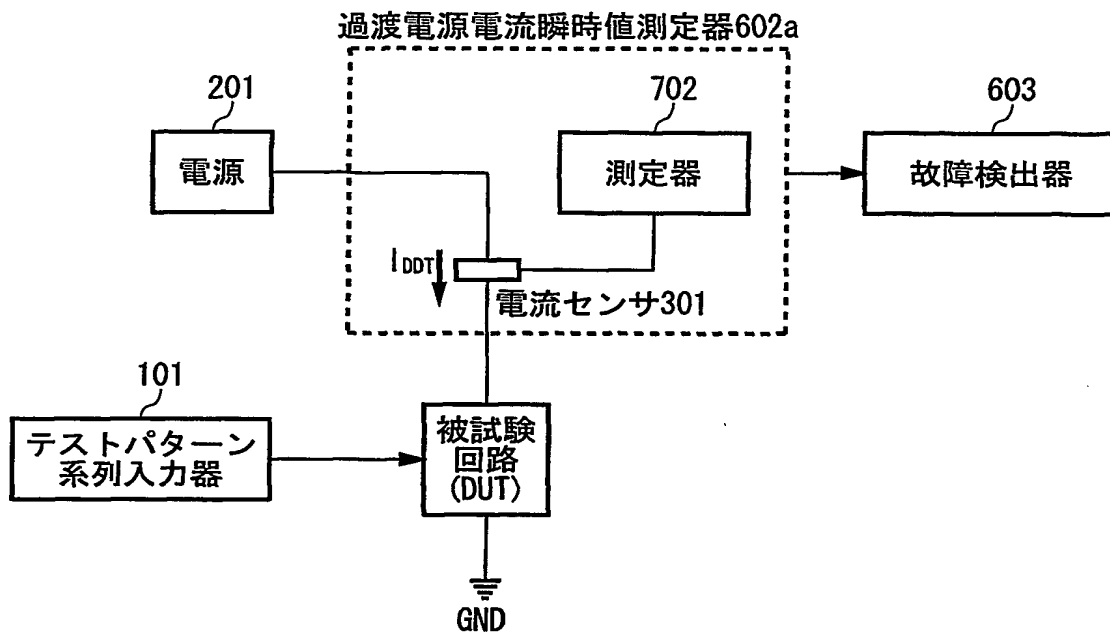 過渡電源電流瞬時値測定器602a
201
702
603
電源
測定器
故障検出器
IDDT
電流センサ301
101
テストパターン
系列入力器
被試験
回路
(DUT)
GND